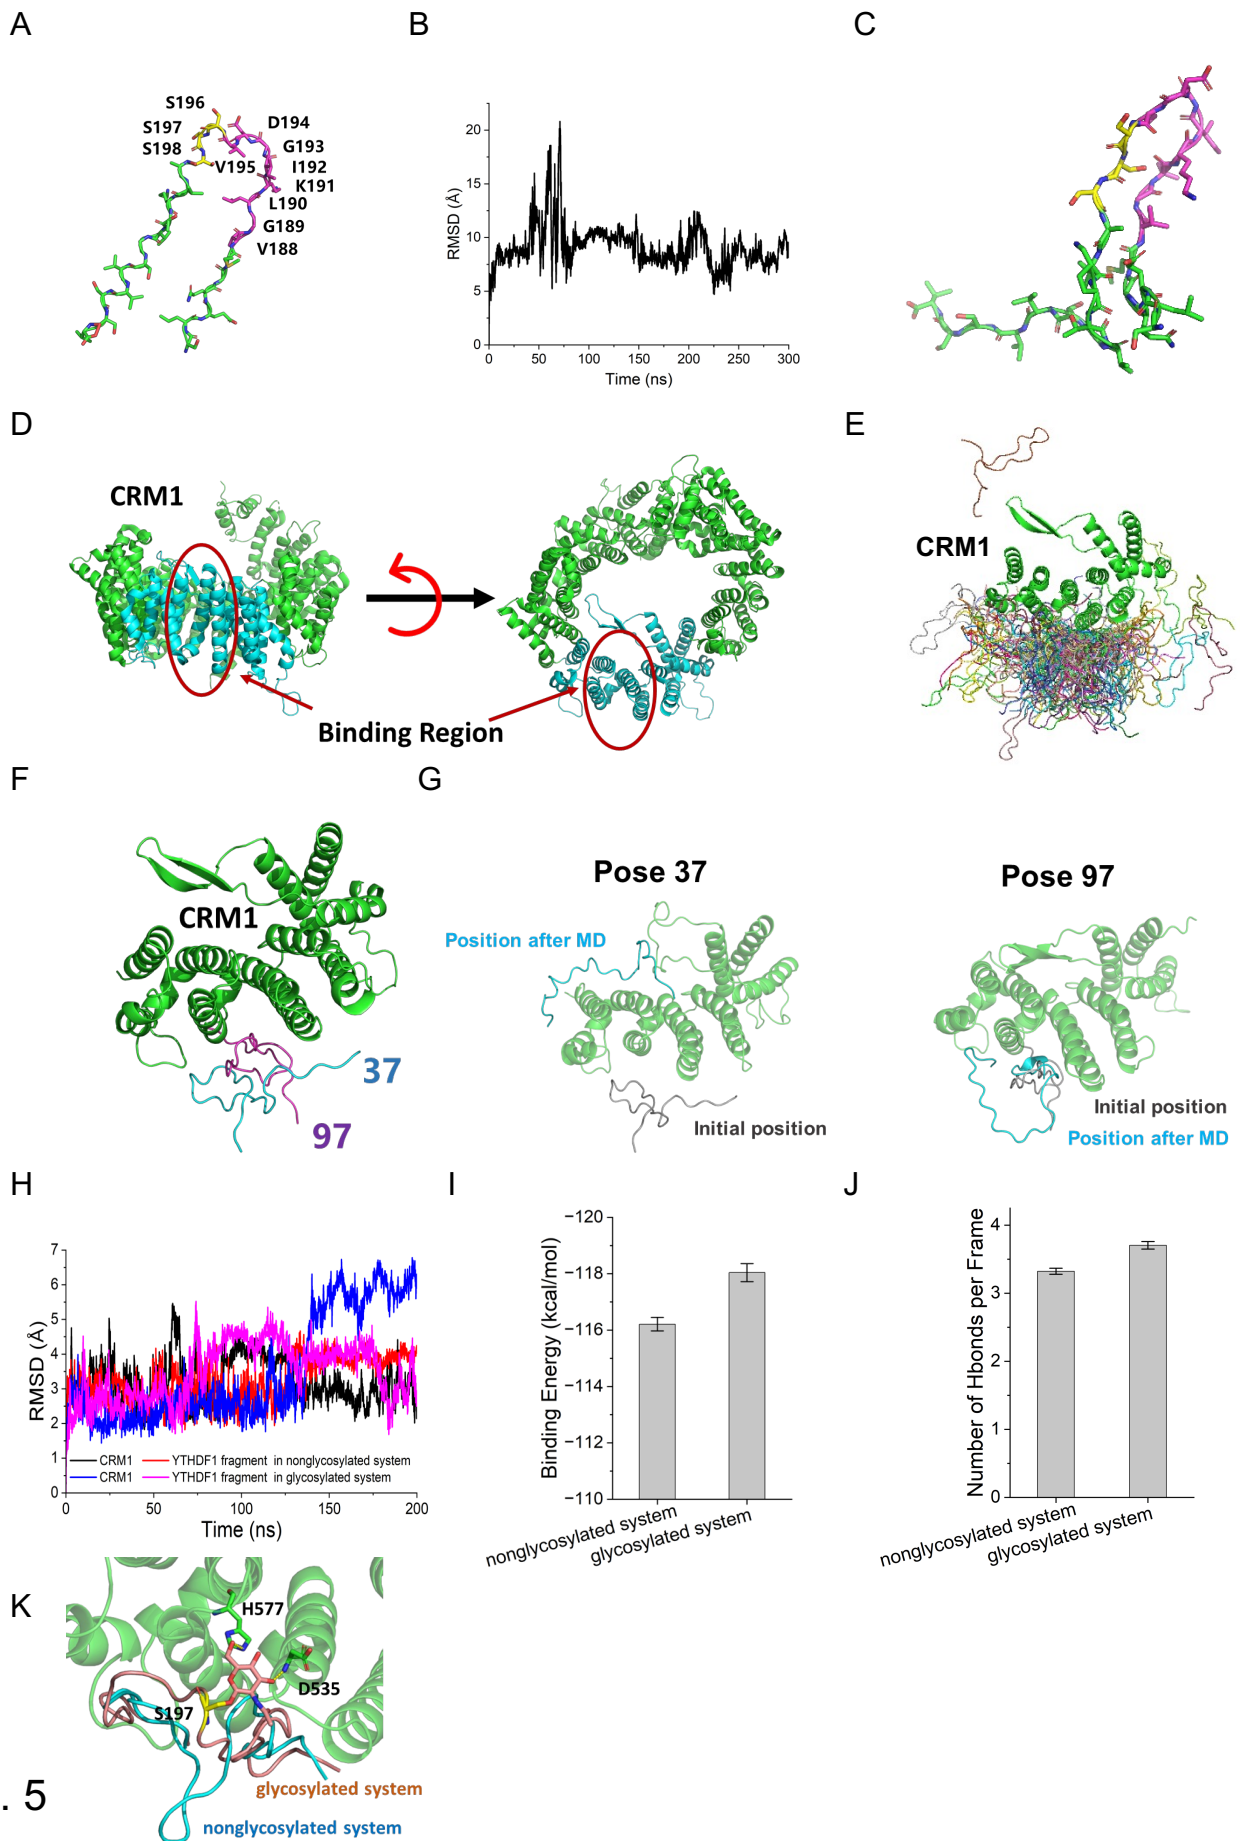 A
B
C
S196
S197
S198
D194
G193
V195
I192
K191
L190
G189
V188
RMSD (Å)
20
15
10
5
0
0 50 100 150 200 250 300
Time (ns)
D
E
CRM1
Binding Region
CRM1
F
G
CRM1
37
97
Pose 37
Position after MD
Initial position
Pose 97
Initial position
Position after MD
H
I
J
RMSD (Å)
7
6
5
4
3
2
1
0
CRM1 YTHDF1 fragment in nonglycosylated system
CRM1 YTHDF1 fragment in glycosylated system
0 50 100 150 200
Time (ns)
Binding Energy (kcal/mol)
−120
−118
−116
−114
−112
−110
nonglycosylated system
glycosylated system
Number of Hbonds per Frame
4
3
2
1
0
nonglycosylated system
glycosylated system
K
H577
D535
S197
glycosylated system
nonglycosylated system
. 5